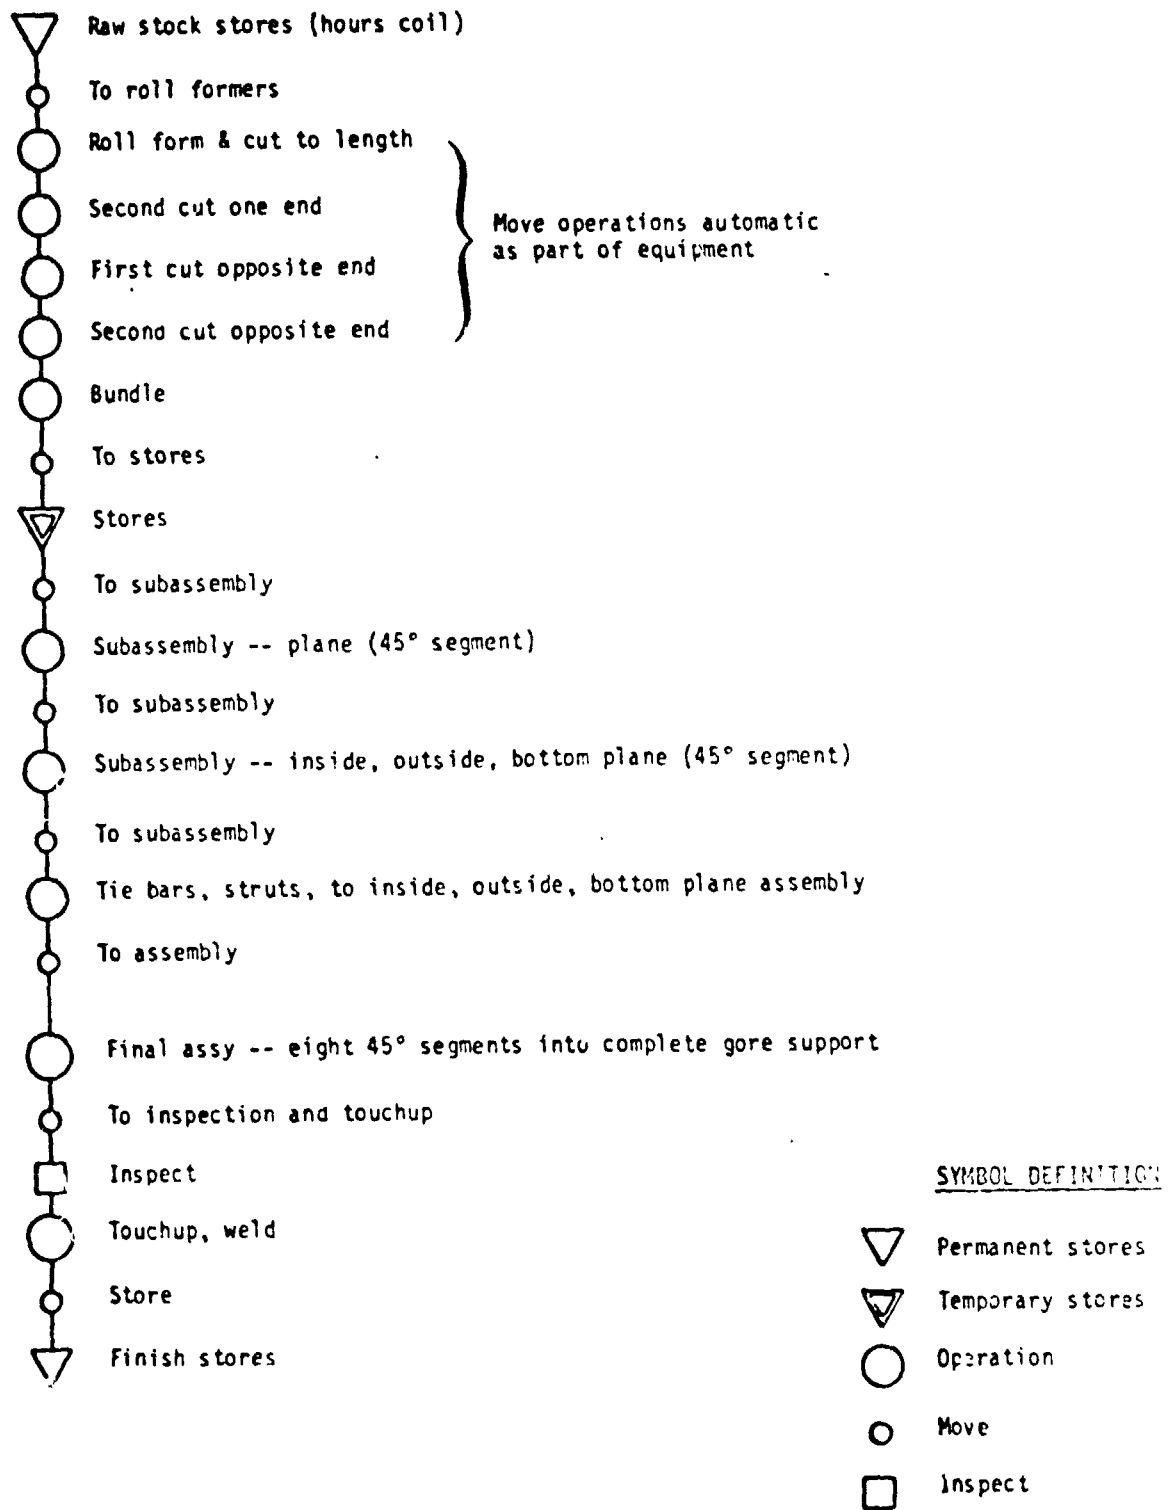 Raw stock stores (hours coil)
To roll formers
Roll form & cut to length
Second cut one end
Move operations automatic
as part of equipment
First cut opposite end
Second cut opposite end
Bundle
To stores
Stores
To subassembly
Subassembly -- plane (45° segment)
To subassembly
Subassembly -- inside, outside, bottom plane (45° segment)
To subassembly
Tie bars, struts, to inside, outside, bottom plane assembly
To assembly
Final assy -- eight 45° segments into complete gore support
To inspection and touchup
Inspect
Touchup, weld
Store
Finish stores
SYMBOL DEFINITION
Permanent stores
Temporary stores
Operation
Move
Inspect